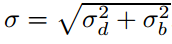 σ = √(σ_d^2 + σ_b^2)